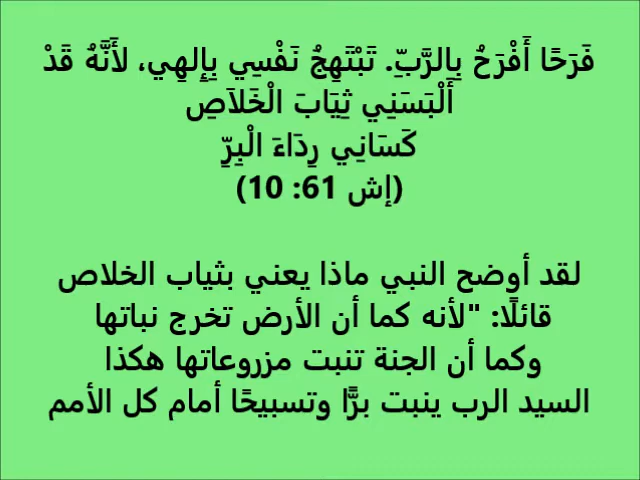 فَرَحًا أَفْرَحُ بِالرَّبِّ. تَبْتَهِجُ نَفْسِي بِإِلهِي، لأَنَّهُ قَدْ
أَلْبَسَنِي ثِيَابَ الْخَلاَصِ
كَسَانِي رِدَاءَ الْبِرِّ
(إش 61: 10)
لقد أوضح النبي ماذا يعني بثياب الخلاص
قائلًا: "لأنه كما أن الأرض تخرج نباتها
وكما أن الجنة تنبت مزروعاتها هكذا
السيد الرب ينبت برًّا وتسبيحًا أمام كل الأمم